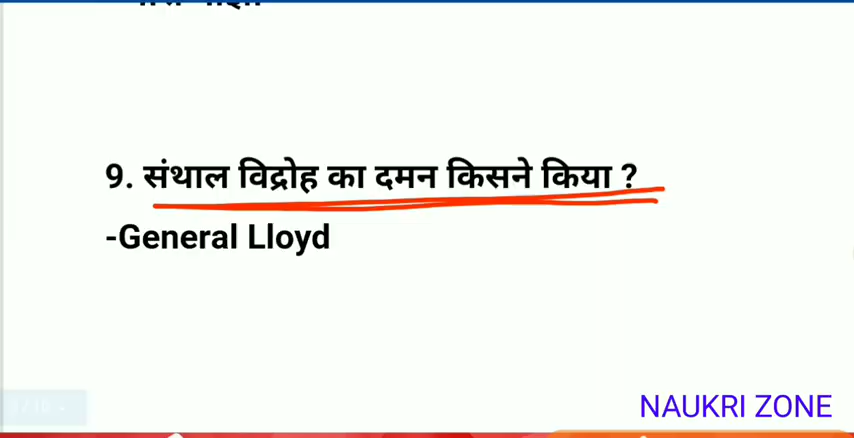 9. संथाल विद्रोह का दमन किसने किया ?
-General Lloyd
NAUKRI ZONE